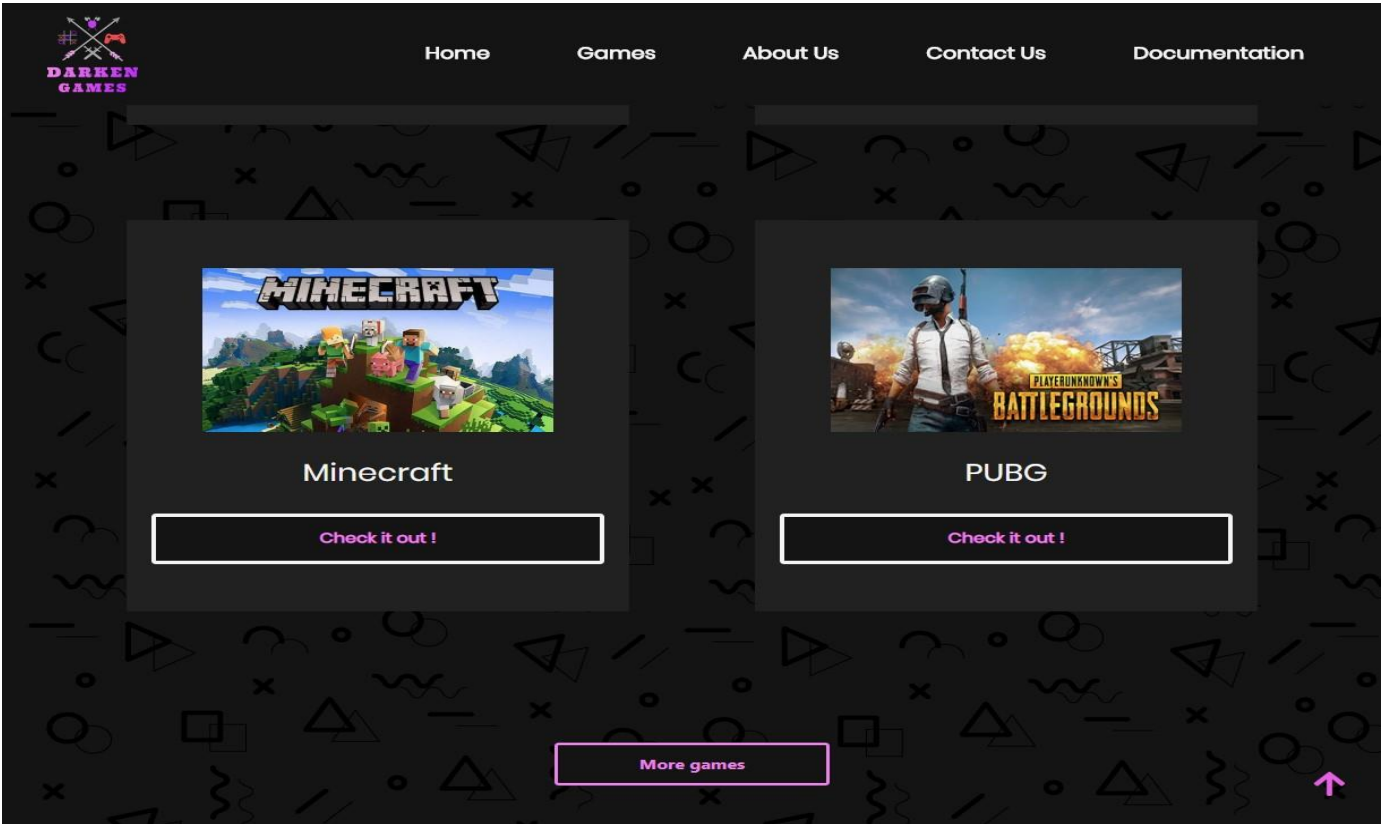 DARKEN
GAMES
Home
Games
About Us
Contact Us
Documentation
MINECRAFT
PLAYERUNKNOWN'S
BATTLEGROUNDS
Minecraft
PUBG
Check it out !
Check it out !
More games